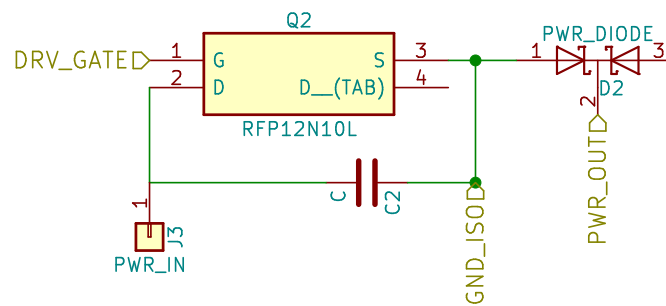 Q2
PWR_DIODE
DRV_GATE
1
G
S
3
1
3
2
D
D__(TAB)
4
D2
2
RFP12N10L
PWR_OUT
C
C2
1
J3
GND_ISO
PWR_IN